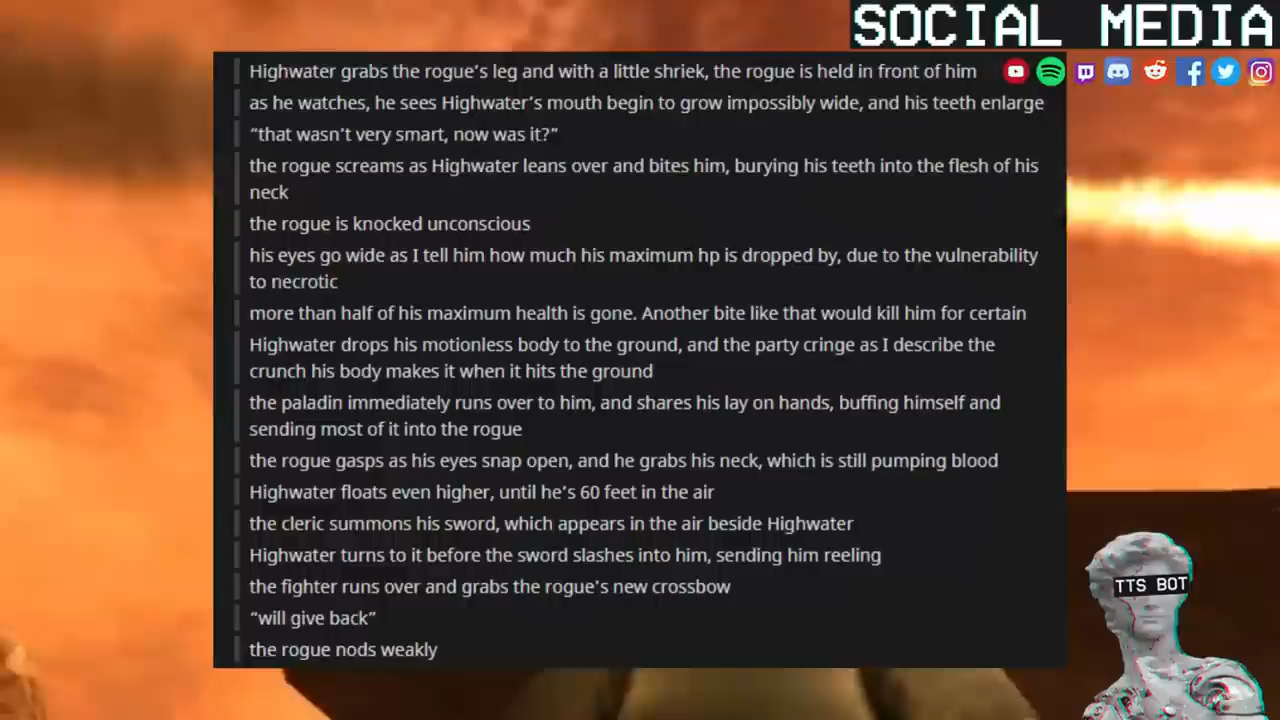 SOCIAL MEDIA
Highwater grabs the rogue's leg and with a little shriek, the rogue is held in front of him
as he watches, he sees Highwater's mouth begin to grow impossibly wide, and his teeth enlarge
“that wasn't very smart, now was it?”
the rogue screams as Highwater leans over and bites him, burying his teeth into the flesh of his
neck
the rogue is knocked unconscious
his eyes go wide as I tell him how much his maximum hp is dropped by, due to the vulnerability
to necrotic
more than half of his maximum health is gone. Another bite like that would kill him for certain
Highwater drops his motionless body to the ground, and the party cringe as I describe the
crunch his body makes it when it hits the ground
the paladin immediately runs over to him, and shares his lay on hands, buffing himself and
sending most of it into the rogue
the rogue gasps as his eyes snap open, and he grabs his neck, which is still pumping blood
Highwater floats even higher, until he's 60 feet in the air
the cleric summons his sword, which appears in the air beside Highwater
Highwater turns to it before the sword slashes into him, sending him reeling
the fighter runs over and grabs the rogue's new crossbow
“will give back”
the rogue nods weakly
TTS BOT